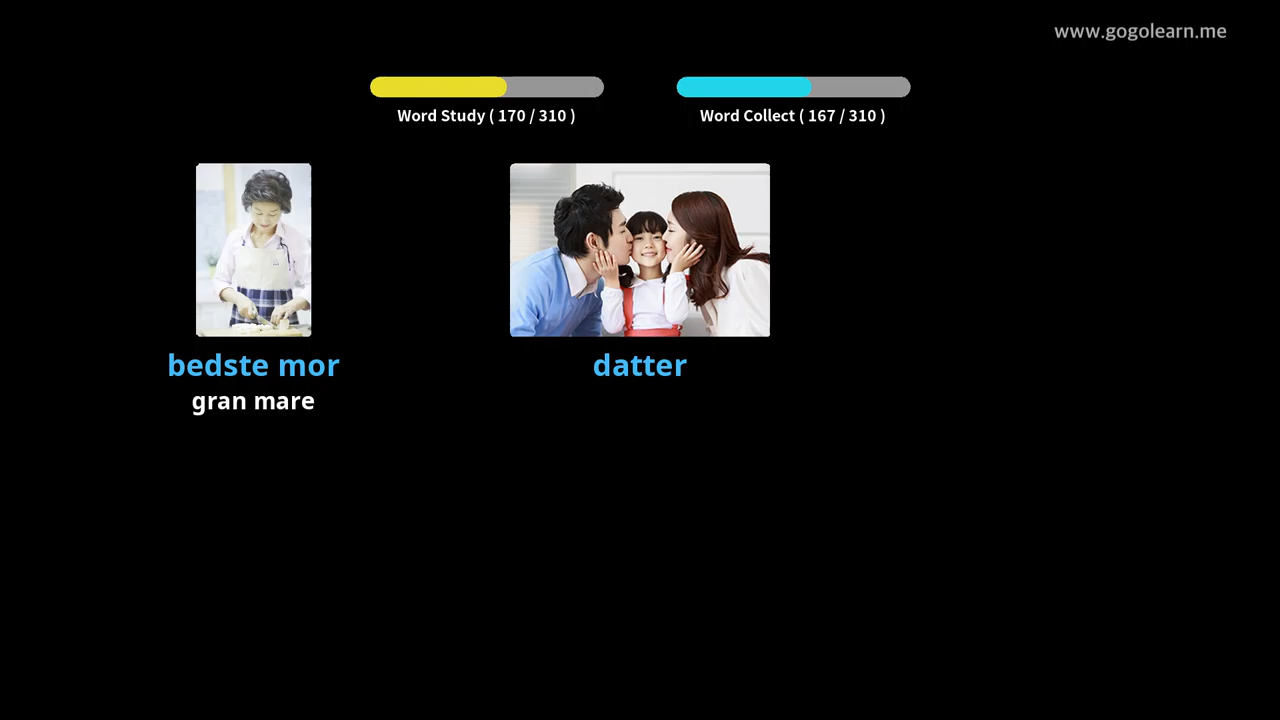 www.gogolearn.me
Word Study ( 170 / 310 )
Word Collect ( 167 / 310 )
bedste mor
gran mare
datter